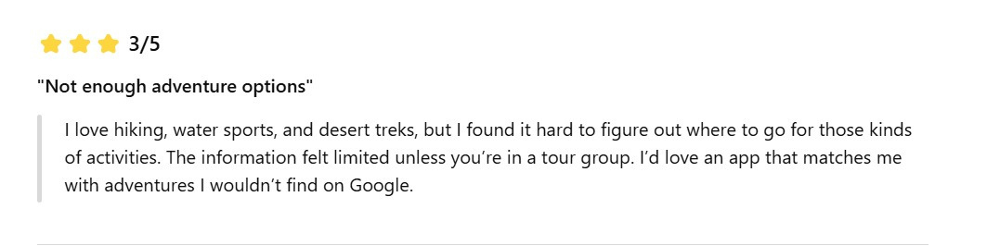 3/5
"Not enough adventure options"
I love hiking, water sports, and desert treks, but I found it hard to figure out where to go for those kinds
of activities. The information felt limited unless you’re in a tour group. I’d love an app that matches me
with adventures I wouldn’t find on Google.